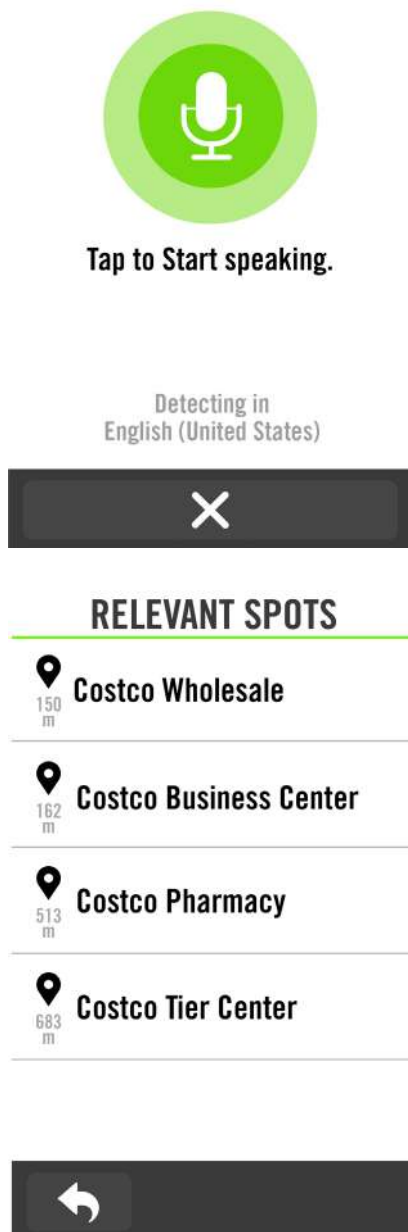 Tap to Start speaking.
Detecting in
English (United States)
RELEVANT SPOTS
150
m
Costco Wholesale
162
m
Costco Business Center
513
m
Costco Pharmacy
683
m
Costco Tier Center